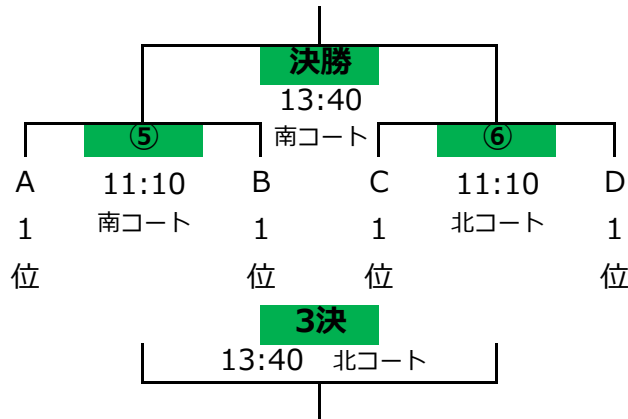 決勝
13:40
南コート
⑤
⑥
A 11:10 B C 11:10 D
1 南コート 1 1 北コート 1
位 位 位 位
3決
13:40 北コート